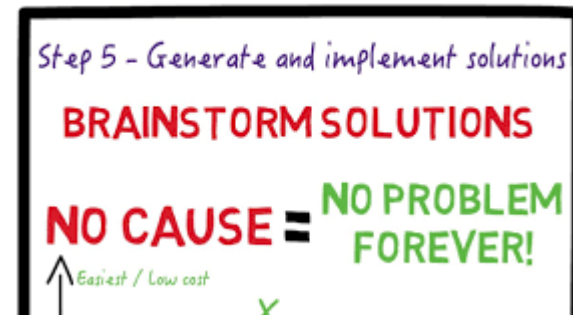 Step 5 - Generate and implement solutions
BRAINSTORM SOLUTIONS
NO CAUSE = NO PROBLEM
FOREVER!
Easiest / Low cost
X